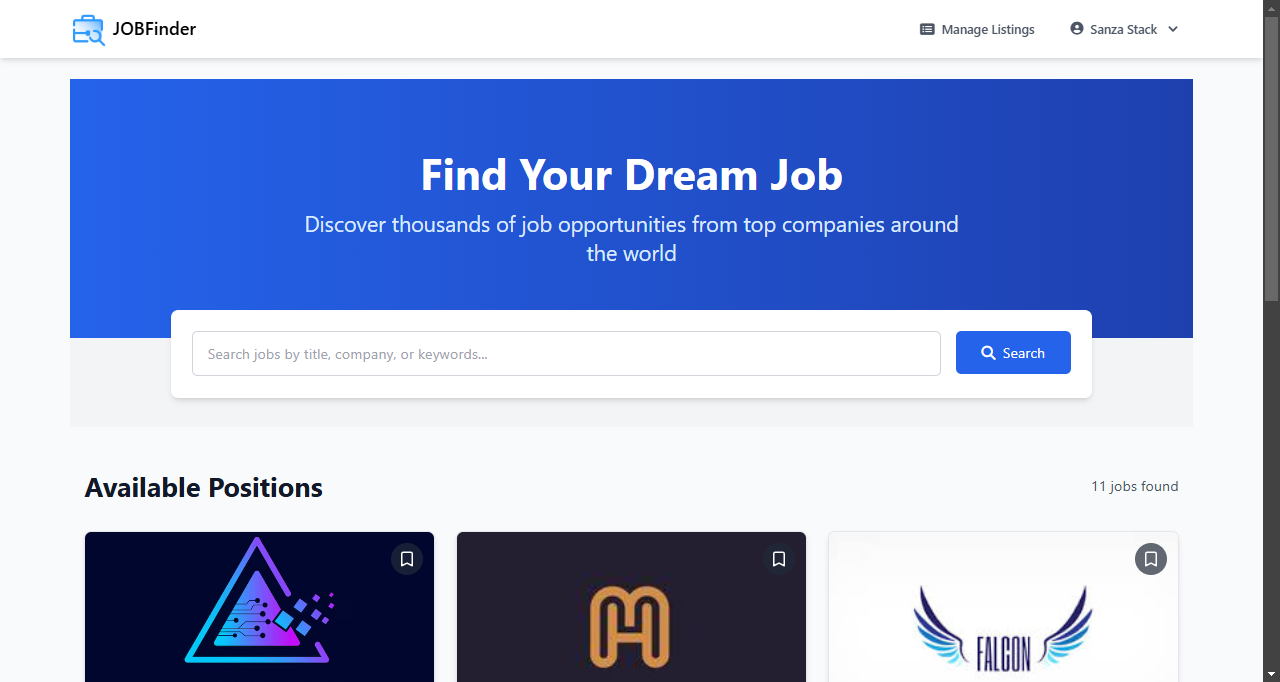 JOBFinder
Manage Listings
Sanza Stack
Find Your Dream Job
Discover thousands of job opportunities from top companies around
the world
Search jobs by title, company, or keywords...
Search
Available Positions
11 jobs found
FALCON